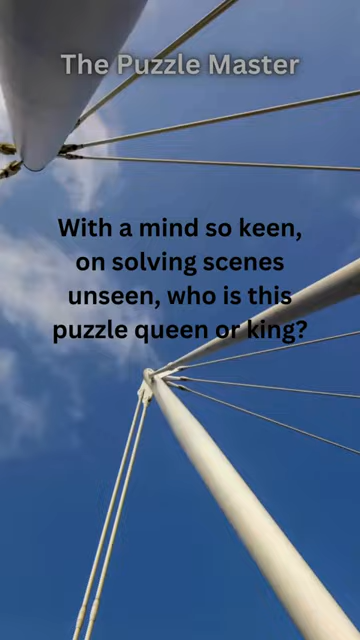 The Puzzle Master
With a mind so keen,
on solving scenes
unseen, who is this
puzzle queen or king?